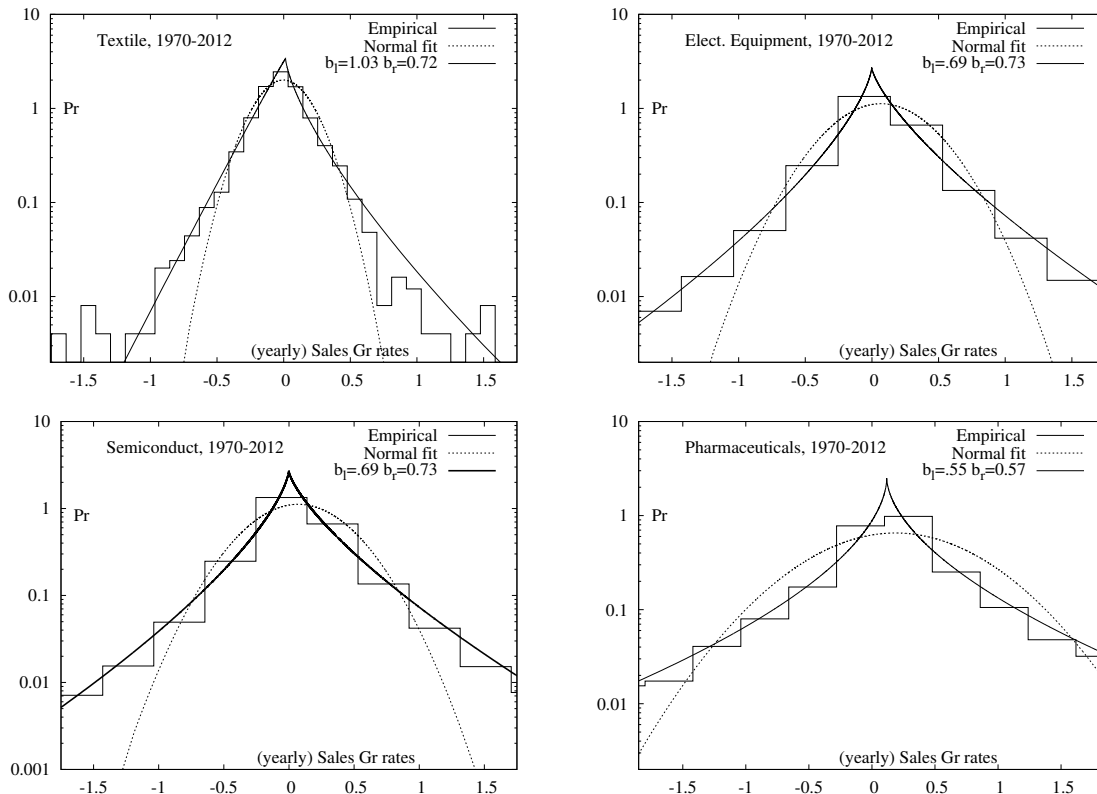 10
Textile, 1970-2012
Empirical
Normal fit
b_l=1.03 b_r=0.72
1
Pr
0.1
0.01
(yearly) Sales Gr rates
-1.5 -1 -0.5 0 0.5 1 1.5
10
Elect. Equipment, 1970-2012
Empirical
Normal fit
b_l=.69 b_r=0.73
1
Pr
0.1
0.01
(yearly) Sales Gr rates
-1.5 -1 -0.5 0 0.5 1 1.5
10
Semiconduct, 1970-2012
Empirical
Normal fit
b_l=.69 b_r=0.73
1
Pr
0.1
0.01
0.001
(yearly) Sales Gr rates
-1.5 -1 -0.5 0 0.5 1 1.5
10
Pharmaceuticals, 1970-2012
Empirical
Normal fit
b_l=.55 b_r=0.57
1
Pr
0.1
0.01
(yearly) Sales Gr rates
-1.5 -1 -0.5 0 0.5 1 1.5